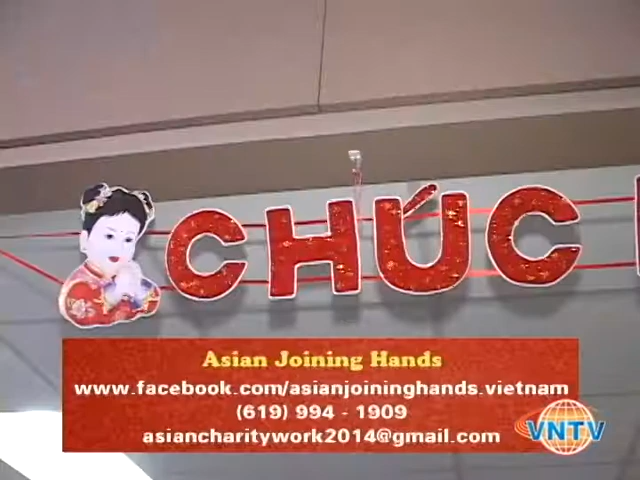 CHÚC
Asian Joining Hands
www.facebook.com/asianjoininghands.vietnam
(619) 994 - 1909
asiancharitywork2014@gmail.com
VNTV